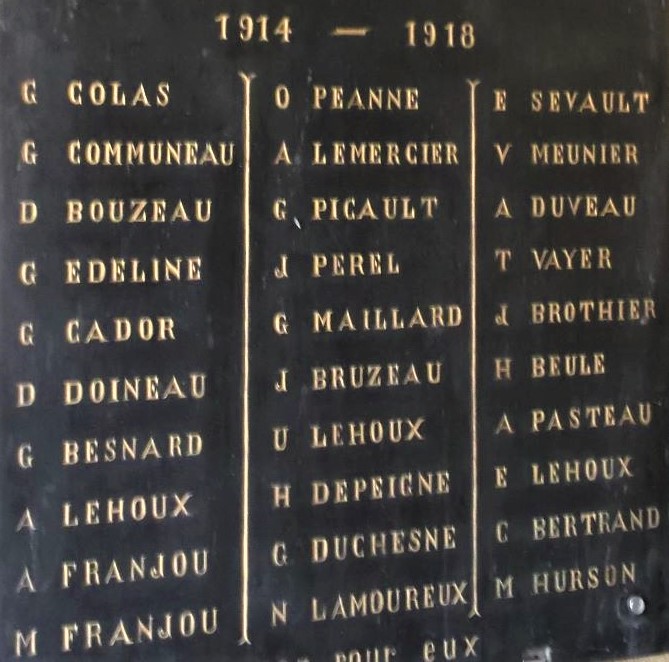 1914 — 1918
G COLAS
G COMMUNEAU
D BOUZEAU
G EDELINE
G CADOR
D DOINEAU
G BESNARD
A LEHOUX
A FRANJOU
M FRANJOU
O PEANNE
A LEMERCIER
G PICAULT
J PEREL
G MAILLARD
J BRUZEAU
U LEHOUX
H DEPEIGNE
G DUCHESNE
N LAMOUREUX
E SEVAULT
V MEUNIER
A DUVEAU
T VAYER
J BROTHIER
H BEULE
A PASTEAU
E LEHOUX
C BERTRAND
M HURSON
pour eux